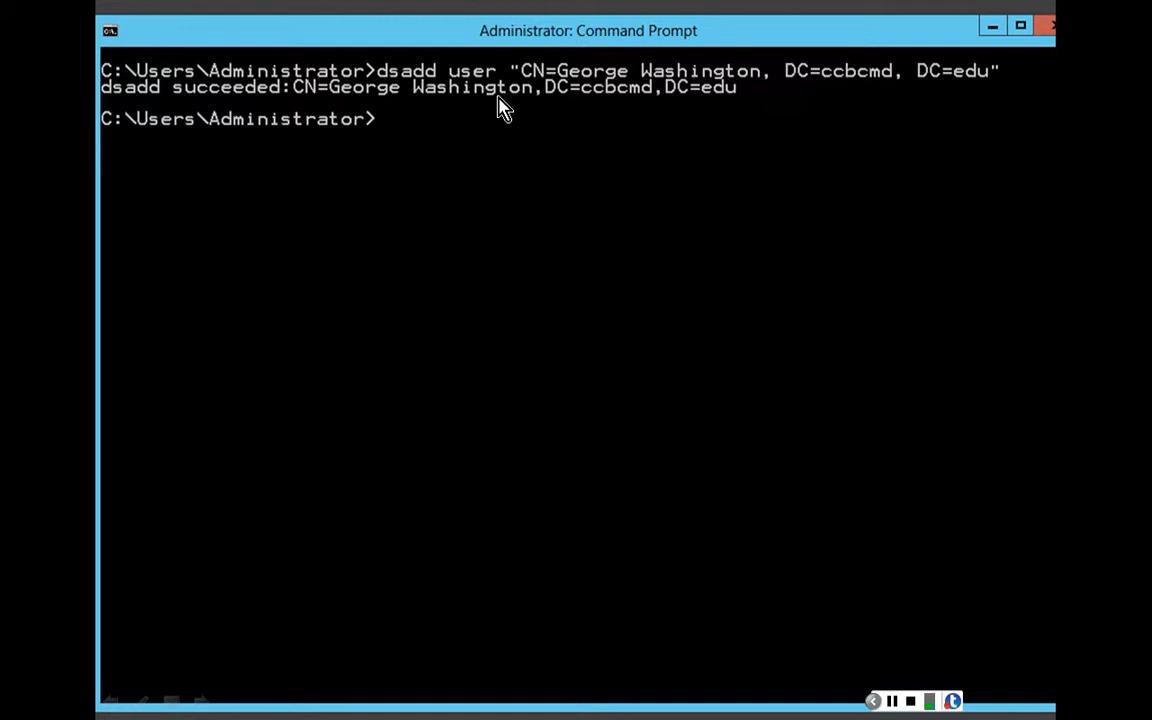 Administrator: Command Prompt
C:\Users\Administrator>dsadd user "CN=George Washington, DC=ccbcmd, DC=edu"
dsadd succeeded:CN=George Washington,DC=ccbcmd,DC=edu
C:\Users\Administrator>